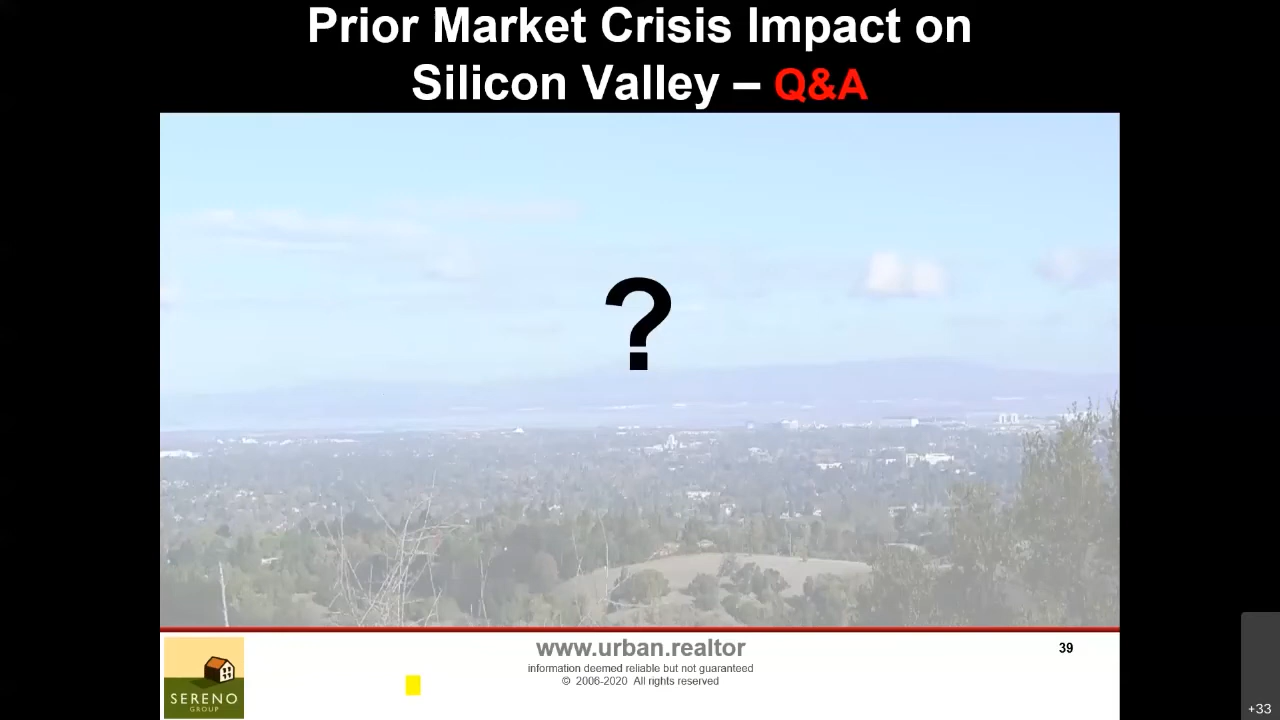 Prior Market Crisis Impact on
Silicon Valley – Q&A
?
www.urban.realtor
information deemed reliable but not guaranteed
© 2006-2020 All rights reserved
39
SERENO
GROUP
+33